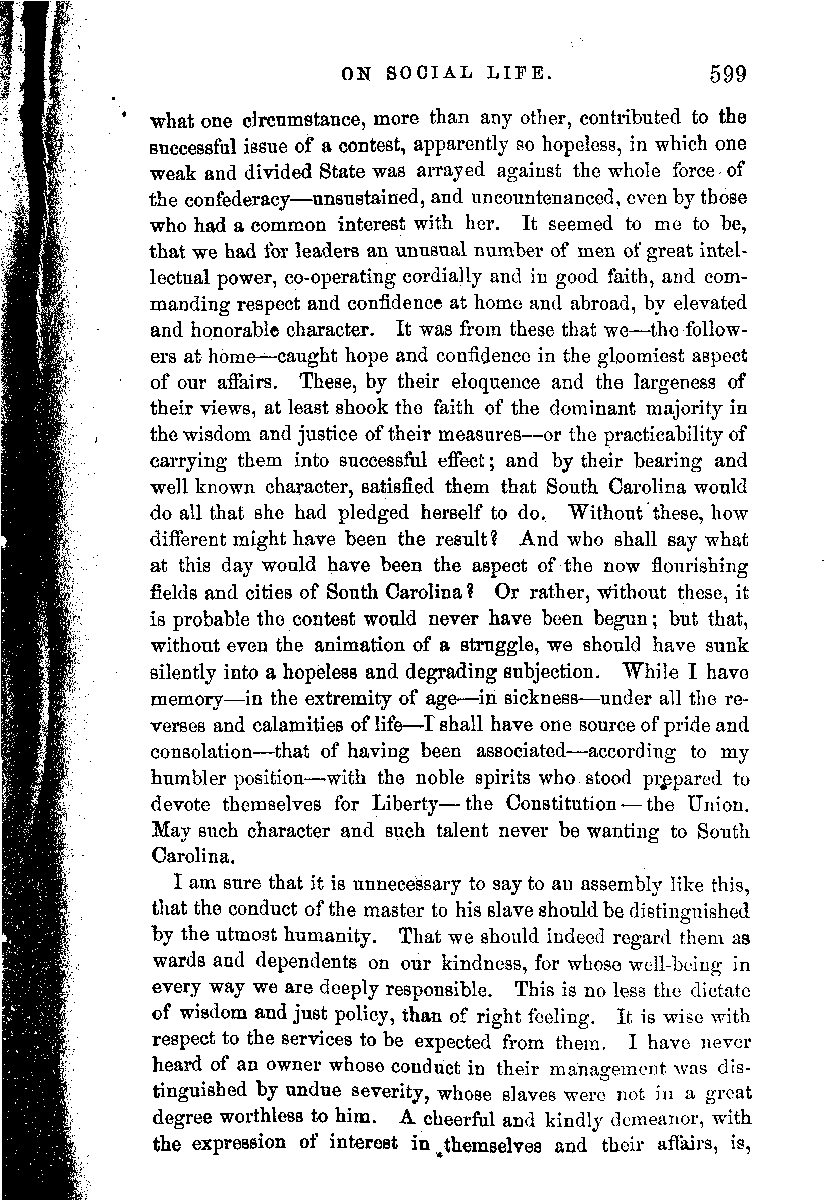 ON SOCIAL LIFE. 599
what one circumstance, more than any other, contributed to the
successful issue of a contest, apparently so hopeless, in which one
weak and divided State was arrayed against the whole force of
the confederacy—unsustained, and uncountenanced, even by those
who had a common interest with her. It seemed to me to be,
that we had for leaders an unusual number of men of great intel-
lectual power, co-operating cordially and in good faith, and com-
manding respect and confidence at home and abroad, by elevated
and honorable character. It was from these that we—the follow-
ers at home—caught hope and confidence in the gloomiest aspect
of our affairs. These, by their eloquence and the largeness of
their views, at least shook the faith of the dominant majority in
the wisdom and justice of their measures—or the practicability of
carrying them into successful effect; and by their bearing and
well known character, satisfied them that South Carolina would
do all that she had pledged herself to do. Without these, how
different might have been the result? And who shall say what
at this day would have been the aspect of the now flourishing
fields and cities of South Carolina? Or rather, without these, it
is probable the contest would never have been begun; but that,
without even the animation of a struggle, we should have sunk
silently into a hopeless and degrading subjection. While I have
memory—in the extremity of age—in sickness—under all the re-
verses and calamities of life—I shall have one source of pride and
consolation—that of having been associated—according to my
humbler position—with the noble spirits who stood prepared to
devote themselves for Liberty—the Constitution—the Union.
May such character and such talent never be wanting to South
Carolina.
I am sure that it is unnecessary to say to an assembly like this,
that the conduct of the master to his slave should be distinguished
by the utmost humanity. That we should indeed regard them as
wards and dependents on our kindness, for whose well-being in
every way we are deeply responsible. This is no less the dictate
of wisdom and just policy, than of right feeling. It is wise with
respect to the services to be expected from them. I have never
heard of an owner whose conduct in their management was dis-
tinguished by undue severity, whose slaves were not in a great
degree worthless to him. A cheerful and kindly demeanor, with
the expression of interest in themselves and their affairs, is,